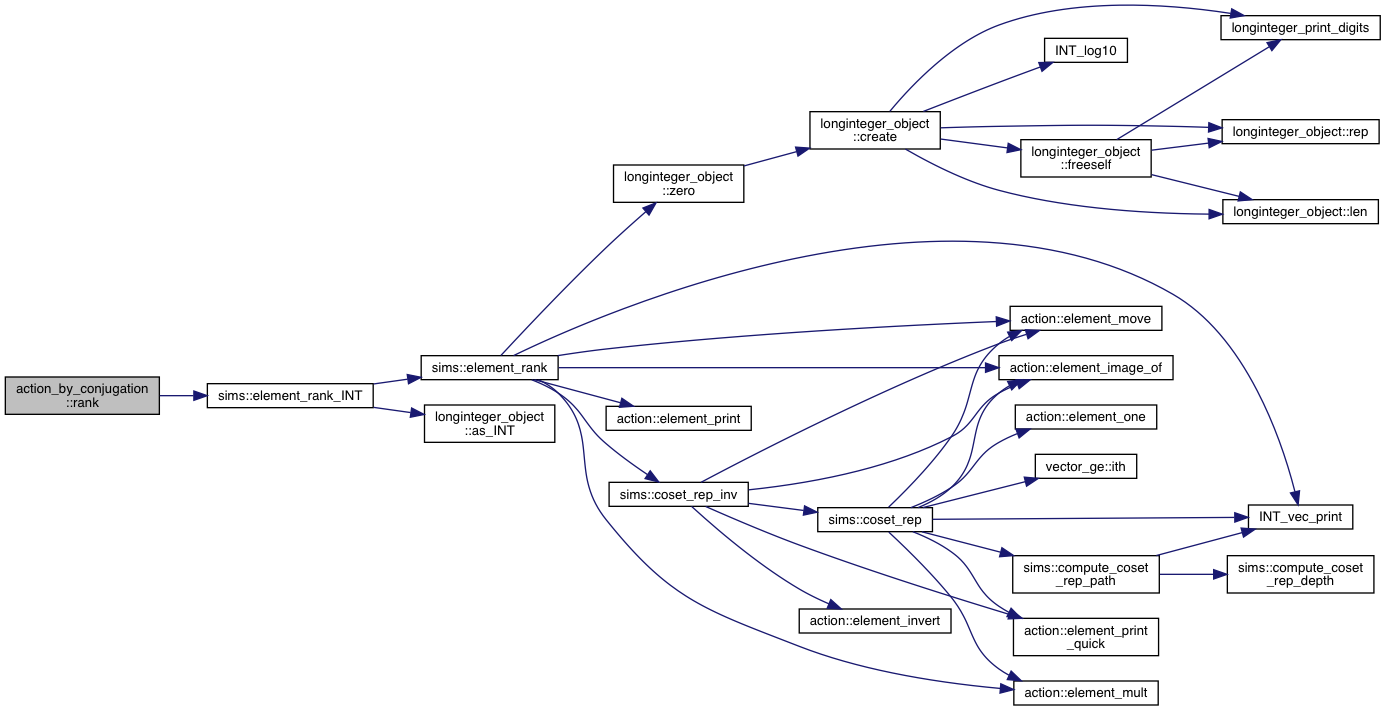 action_by_conjugation
::rank
sims::element_rank_INT
sims::element_rank
longinteger_object
::as_INT
longinteger_object
::zero
action::element_print
sims::coset_rep_inv
longinteger_object
::create
sims::coset_rep
action::element_invert
INT_log10
longinteger_object
::freeself
action::element_move
action::element_image_of
action::element_one
vector_ge::ith
sims::compute_coset
_rep_path
action::element_print
_quick
action::element_mult
longinteger_print_digits
longinteger_object::rep
longinteger_object::len
INT_vec_print
sims::compute_coset
_rep_depth